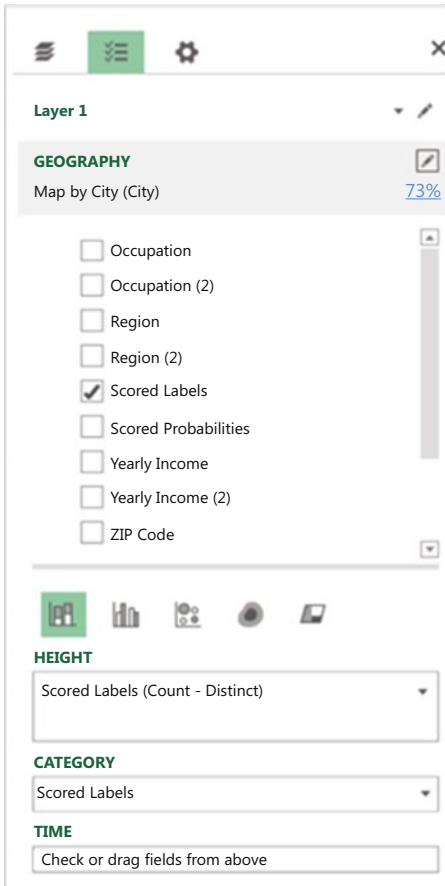 Layer 1
GEOGRAPHY
Map by City (City) 73%
Occupation
Occupation (2)
Region
Region (2)
Scored Labels
Scored Probabilities
Yearly Income
Yearly Income (2)
ZIP Code
HEIGHT
Scored Labels (Count - Distinct)
CATEGORY
Scored Labels
TIME
Check or drag fields from above